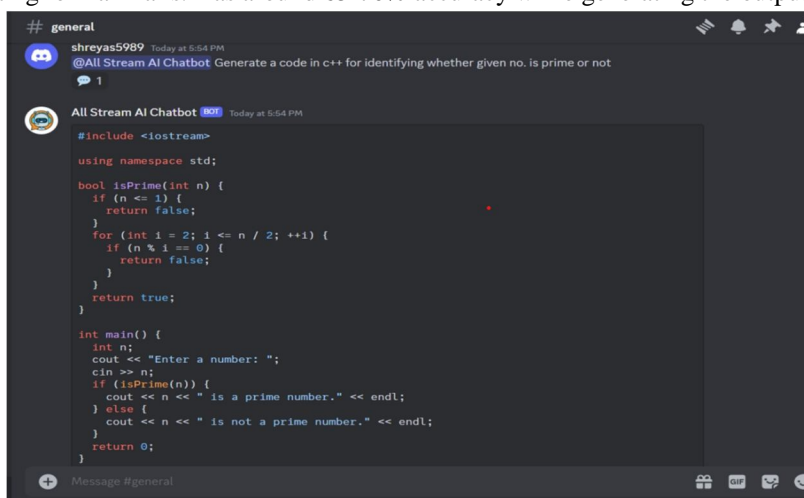 # general
shreyas5989 Today at 5:54 PM
@All Stream AI Chatbot Generate a code in c++ for identifying whether given no. is prime or not
1
All Stream AI Chatbot BOT Today at 5:54 PM
#include <iostream>
using namespace std;
bool isPrime(int n) {
if (n <= 1) {
return false;
}
for (int i = 2; i <= n / 2; ++i) {
if (n % i == 0) {
return false;
}
}
return true;
}
int main() {
int n;
cout << "Enter a number: ";
cin >> n;
if (isPrime(n)) {
cout << n << " is a prime number." << endl;
} else {
cout << n << " is not a prime number." << endl;
}
return 0;
}
Message #general
GIF